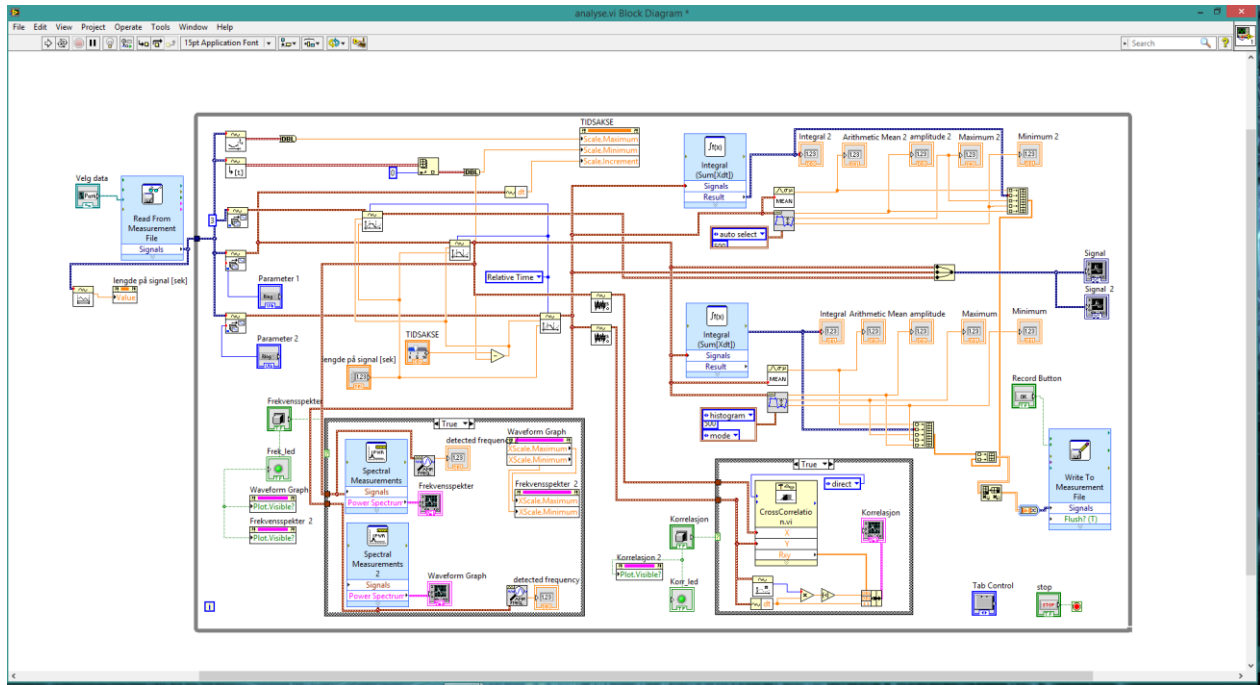 analyse.vi Block Diagram *
File Edit View Project Operate Tools Window Help
15pt Application Font
Search
Velg data
Read From Measurement File
Signals
lengde på signal [sek]
Value
Parameter 1
Parameter 2
3
DBL
0
DBL
dt
TIDSAKSE
Scale.Maximum
Scale.Minimum
Scale.Increment
Relative Time
TIDSAKSE
lengde på signal [sek]
Integral (Sum[Xdt])
Signals
Result
Integral 2
Arithmetic Mean 2
amplitude 2
Maximum 2
Minimum 2
MEAN
auto select
Signal
Signal 2
Integral (Sum[Xdt])
Signals
Result
Integral
Arithmetic Mean
amplitude
Maximum
Minimum
MEAN
histogram
500
mode
Record Button
OK
Write To Measurement File
Signals
Flush? (T)
Frekvensspekter
Frek_led
Waveform Graph
Plot.Visible?
Frekvensspekter 2
Plot.Visible?
True
Spectral Measurements
Signals
Power Spectrum
detected frequency
Frekvensspekter
Waveform Graph
XScale.Maximum
XScale.Minimum
Frekvensspekter 2
XScale.Maximum
XScale.Minimum
Spectral Measurements 2
Signals
Power Spectrum
Waveform Graph
detected frequency
Korrelasjon
Korrelasjon 2
Plot.Visible?
Korr_led
True
direct
CrossCorrelation.vi
X
Y
Rxy
dt
Korrelasjon
Tab Control
stop
STOP
i